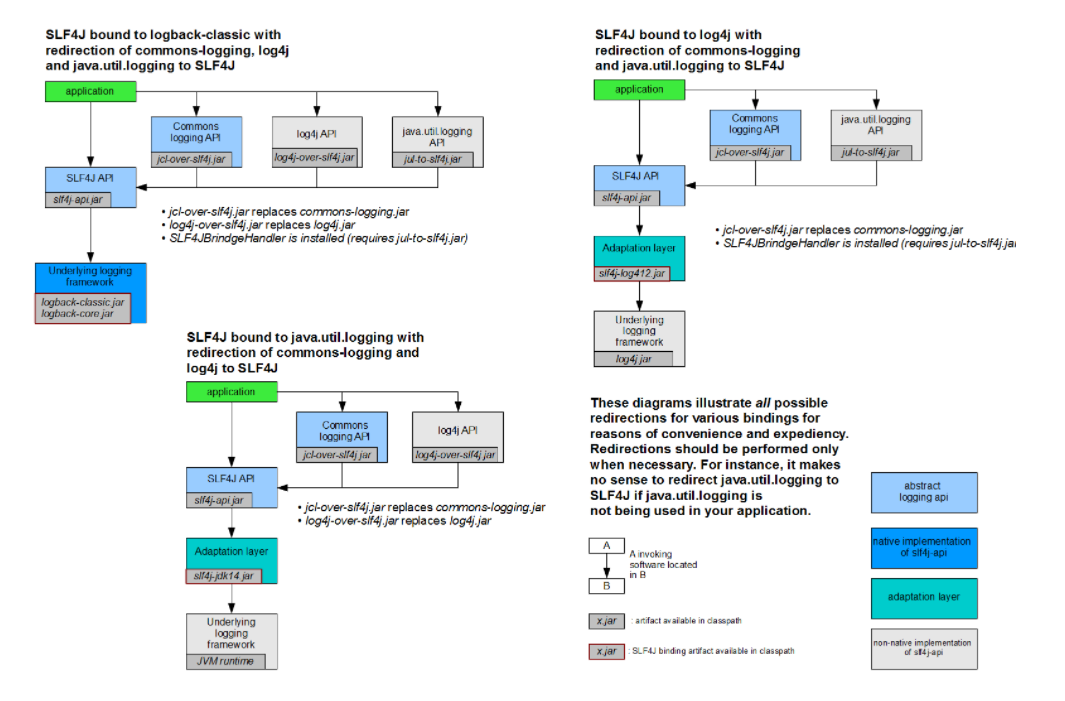 SLF4J bound to logback-classic with
redirection of commons-logging, log4j
and java.util.logging to SLF4J
application
Commons
logging API
jcl-over-slf4j.jar
log4j API
log4j-over-slf4j.jar
java.util.logging
API
jul-to-slf4j.jar
SLF4J API
slf4j-api.jar
• jcl-over-slf4j.jar replaces commons-logging.jar
• log4j-over-slf4j.jar replaces log4j.jar
• SLF4JBrindgeHandler is installed (requires jul-to-slf4j.jar)
Underlying logging
framework
logback-classic.jar
logback-core.jar
SLF4J bound to log4j with
redirection of commons-logging
and java.util.logging to SLF4J
application
Commons
logging API
jcl-over-slf4j.jar
java.util.logging
API
jul-to-slf4j.jar
SLF4J API
slf4j-api.jar
• jcl-over-slf4j.jar replaces commons-logging.jar
• SLF4JBrindgeHandler is installed (requires jul-to-slf4j.jar
Adaptation layer
slf4j-log412.jar
Underlying
logging
framework
log4j.jar
SLF4J bound to java.util.logging with
redirection of commons-logging and
log4j to SLF4J
application
Commons
logging API
jcl-over-slf4j.jar
log4j API
log4j-over-slf4j.jar
SLF4J API
slf4j-api.jar
• jcl-over-slf4j.jar replaces commons-logging.jar
• log4j-over-slf4j.jar replaces log4j.jar
Adaptation layer
slf4j-jdk14.jar
Underlying
logging
framework
JVM runtime
These diagrams illustrate all possible
redirections for various bindings for
reasons of convenience and expediency.
Redirections should be performed only
when necessary. For instance, it makes
no sense to redirect java.util.logging to
SLF4J if java.util.logging is
not being used in your application.
A
B
A invoking
software located
in B
x.jar
: artifact available in classpath
x.jar
: SLF4J binding artifact available in classpath
abstract
logging api
native implementation
of slf4j-api
adaptation layer
non-native implementation
of slf4j-api